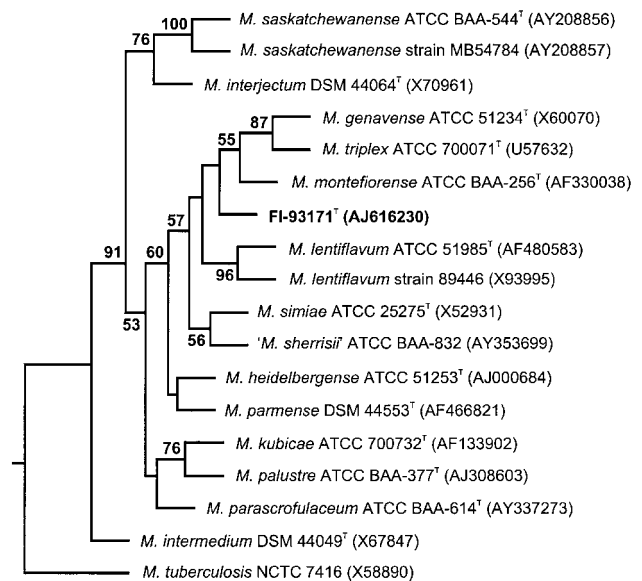 100
M. saskatchewanense ATCC BAA-544ᵀ (AY208856)
76
M. saskatchewanense strain MB54784 (AY208857)
M. interjectum DSM 44064ᵀ (X70961)
87
M. genavense ATCC 51234ᵀ (X60070)
55
M. triplex ATCC 700071ᵀ (U57632)
M. montefiorense ATCC BAA-256ᵀ (AF330038)
57
FI-93171ᵀ (AJ616230)
91
60
M. lentiflavum ATCC 51985ᵀ (AF480583)
96
M. lentiflavum strain 89446 (X93995)
53
M. simiae ATCC 25275ᵀ (X52931)
56
'M. sherrisii' ATCC BAA-832 (AY353699)
M. heidelbergense ATCC 51253ᵀ (AJ000684)
M. parmense DSM 44553ᵀ (AF466821)
76
M. kubicae ATCC 700732ᵀ (AF133902)
M. palustre ATCC BAA-377ᵀ (AJ308603)
M. parascrofulaceum ATCC BAA-614ᵀ (AY337273)
M. intermedium DSM 44049ᵀ (X67847)
M. tuberculosis NCTC 7416 (X58890)